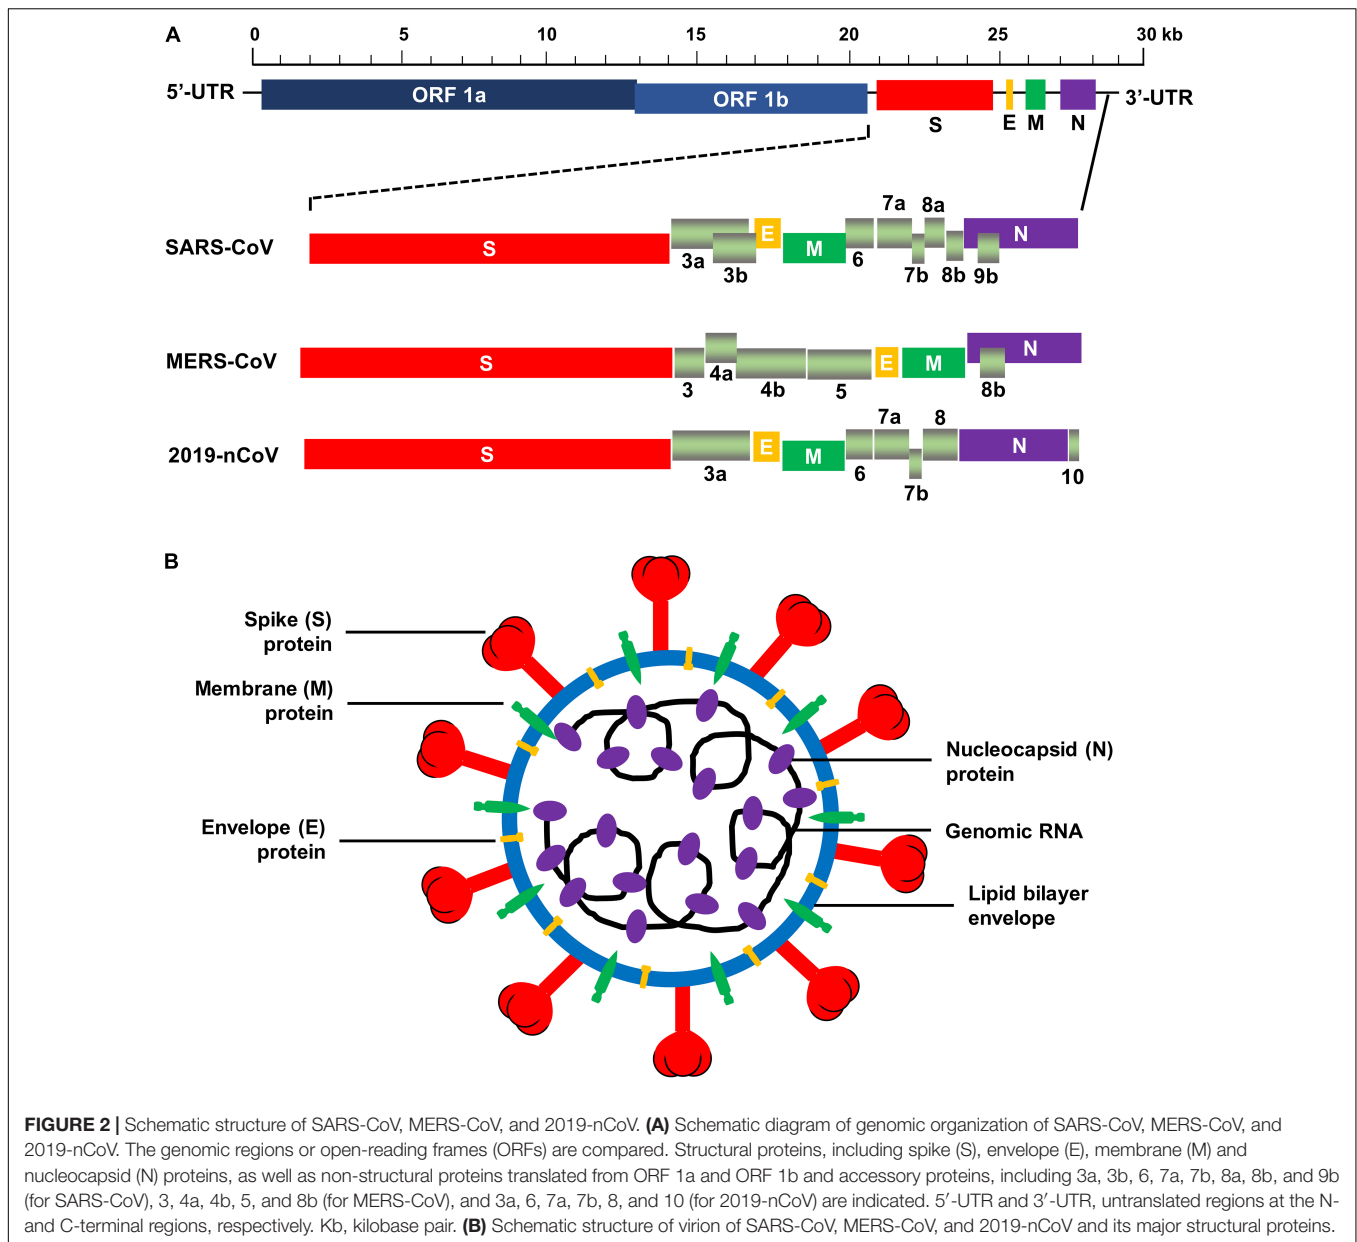 A
0 5 10 15 20 25 30 kb
5’-UTR ORF 1a ORF 1b 3’-UTR
S E M N
7a 8a
SARS-CoV S E M N
3a 3b 6 7b 8b 9b
MERS-CoV S E M N
3 4a 4b 5 8b
7a 8
2019-nCoV S E M N
3a 6 7b 10
B
Spike (S)
protein
Membrane (M)
protein
Envelope (E)
protein
Nucleocapsid (N)
protein
Genomic RNA
Lipid bilayer
envelope
FIGURE 2 | Schematic structure of SARS-CoV, MERS-CoV, and 2019-nCoV. (A) Schematic diagram of genomic organization of SARS-CoV, MERS-CoV, and
2019-nCoV. The genomic regions or open-reading frames (ORFs) are compared. Structural proteins, including spike (S), envelope (E), membrane (M) and
nucleocapsid (N) proteins, as well as non-structural proteins translated from ORF 1a and ORF 1b and accessory proteins, including 3a, 3b, 6, 7a, 7b, 8a, 8b, and 9b
(for SARS-CoV), 3, 4a, 4b, 5, and 8b (for MERS-CoV), and 3a, 6, 7a, 7b, 8, and 10 (for 2019-nCoV) are indicated. 5′-UTR and 3′-UTR, untranslated regions at the N-
and C-terminal regions, respectively. Kb, kilobase pair. (B) Schematic structure of virion of SARS-CoV, MERS-CoV, and 2019-nCoV and its major structural proteins.